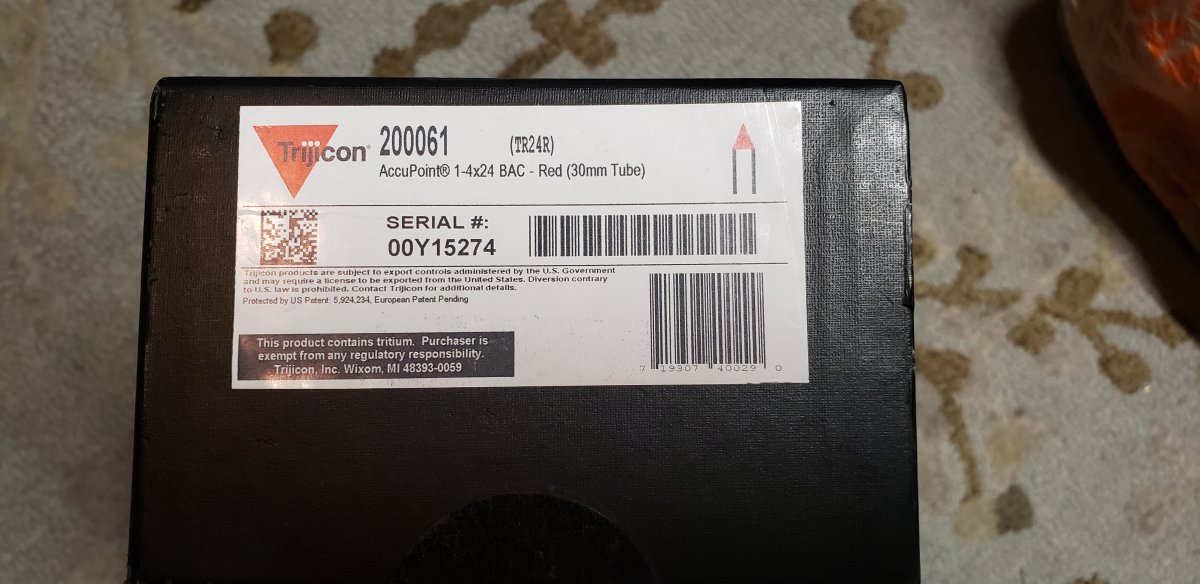 Trijicon®
200061 (TR24R)
AccuPoint® 1-4x24 BAC - Red (30mm Tube)
SERIAL #:
00Y15274
Trijicon products are subject to export controls administered by the U.S. Government
and may require a license to be exported from the United States. Diversion contrary
to U.S. law is prohibited. Contact Trijicon for additional details.
Protected by US Patent: 5,924,234, European Patent Pending
This product contains tritium. Purchaser is
exempt from any regulatory responsibility.
Trijicon, Inc. Wixom, MI 48393-0059
7 19307 40029 0